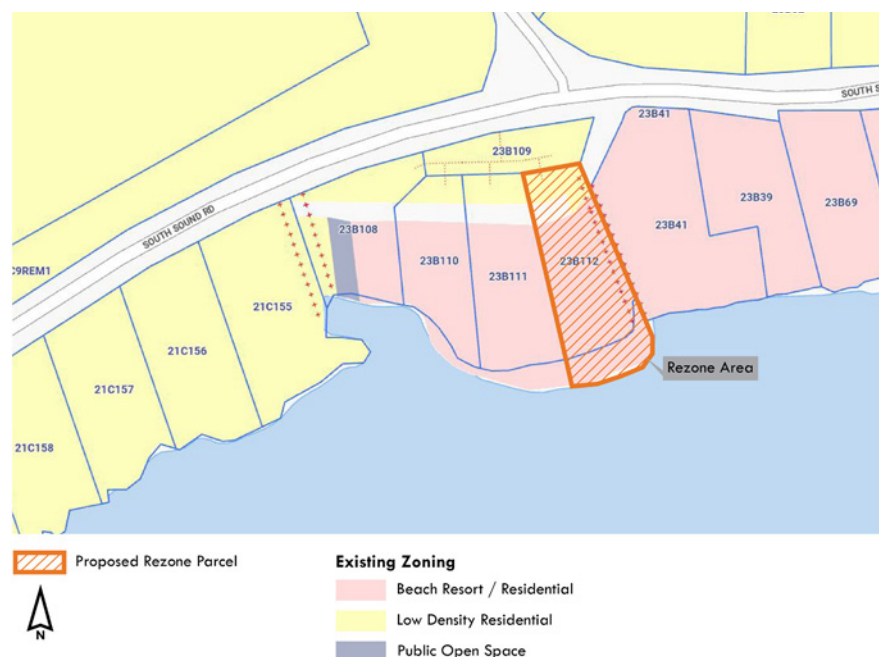 23B41
SOUTH S
23B109
SOUTH SOUND RD
23B108
23B41
23B39
23B69
C9REM1
23B110
23B111
23B112
21C155
21C156
21C157
21C158
Rezone Area
Proposed Rezone Parcel
N
Existing Zoning
Beach Resort / Residential
Low Density Residential
Public Open Space